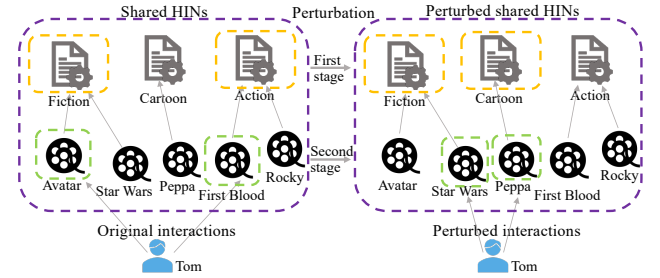 Shared HINs
Perturbation
Perturbed shared HINs
First
stage
Fiction
Cartoon
Action
Fiction
Cartoon
Action
Second
stage
Avatar
Star Wars
Peppa
First Blood
Rocky
Avatar
Star Wars
Peppa
First Blood
Rocky
Original interactions
Perturbed interactions
Tom
Tom